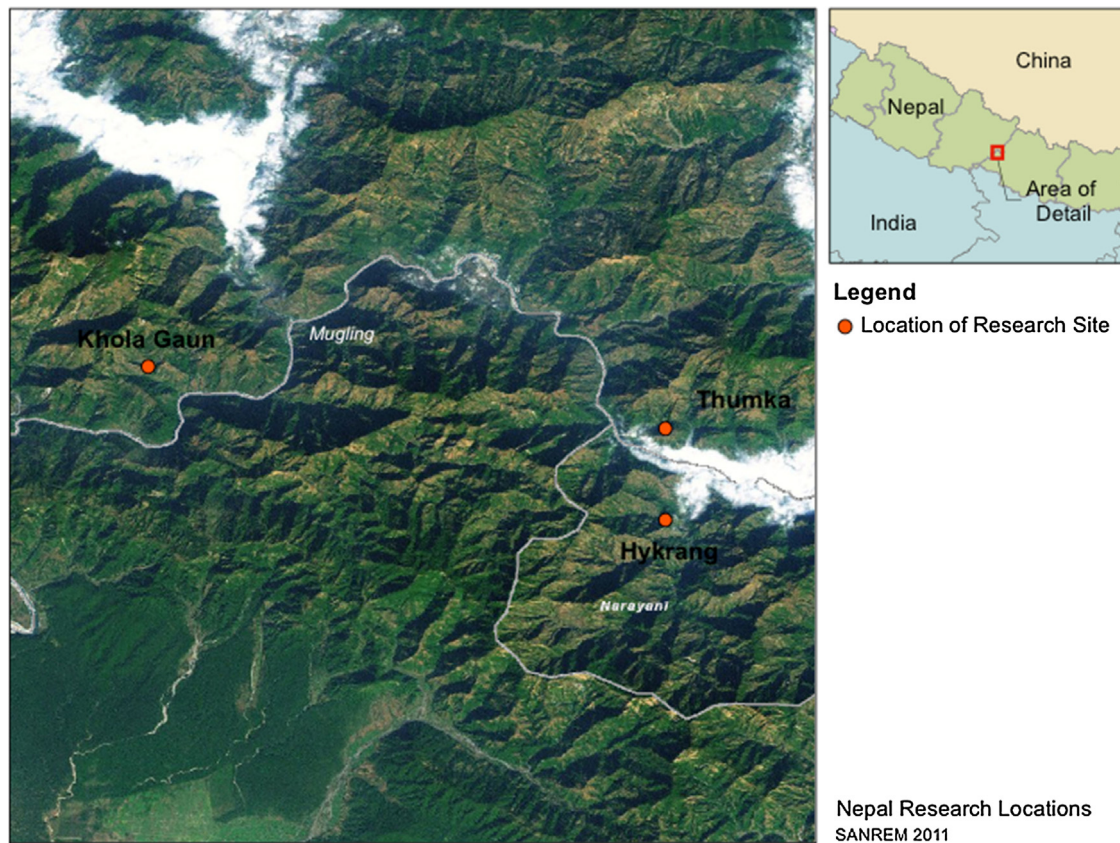 Khola Gaun
Mugling
Thumka
Hykrang
Narayani
China
Nepal
Area of
Detail
India
Legend
Location of Research Site
Nepal Research Locations
SANREM 2011